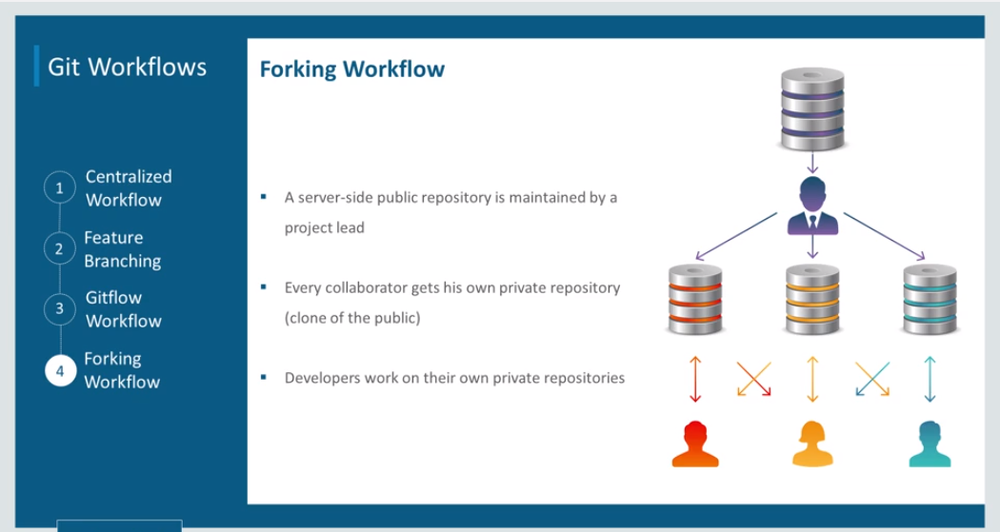 Git Workflows
1
Centralized
Workflow
2
Feature
Branching
3
Gitflow
Workflow
4
Forking
Workflow
Forking Workflow
▪ A server-side public repository is maintained by a
project lead
▪ Every collaborator gets his own private repository
(clone of the public)
▪ Developers work on their own private repositories